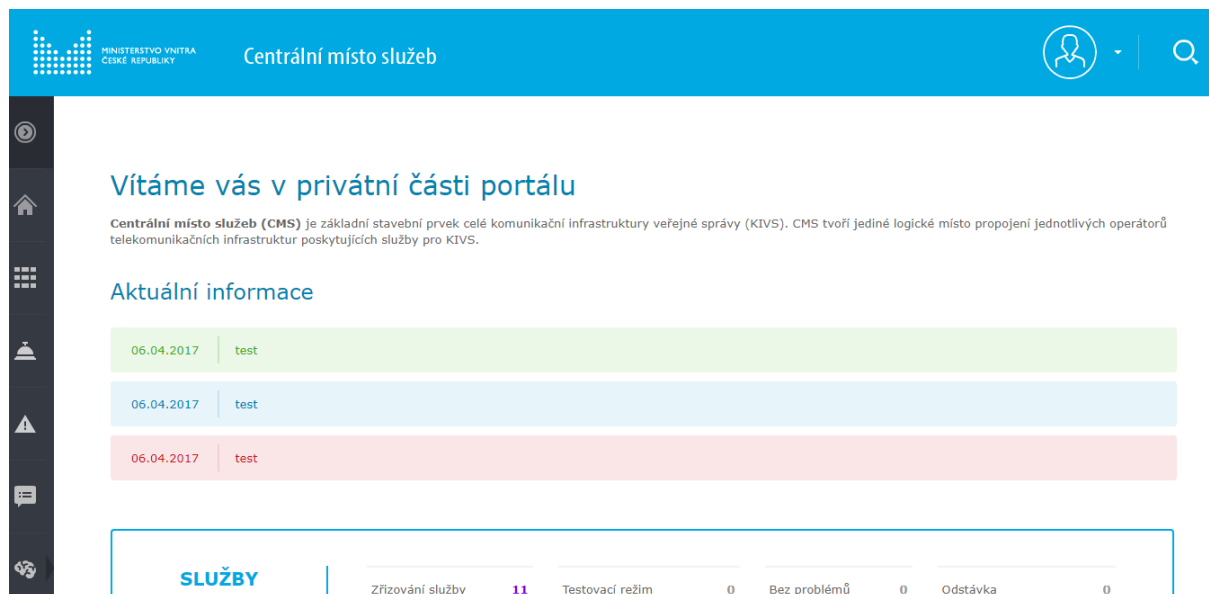 MINISTERSTVO VNITRA
ČESKÉ REPUBLIKY
Centrální místo služeb
Vítáme vás v privátní části portálu
Centrální místo služeb (CMS) je základní stavební prvek celé komunikační infrastruktury veřejné správy (KIVS). CMS tvoří jediné logické místo propojení jednotlivých operátorů
telekomunikačních infrastruktur poskytujících služby pro KIVS.
Aktuální informace
06.04.2017 test
06.04.2017 test
06.04.2017 test
SLUŽBY
Zřizování služby 11 Testovací režim 0 Bez problémů 0 Odstávka 0